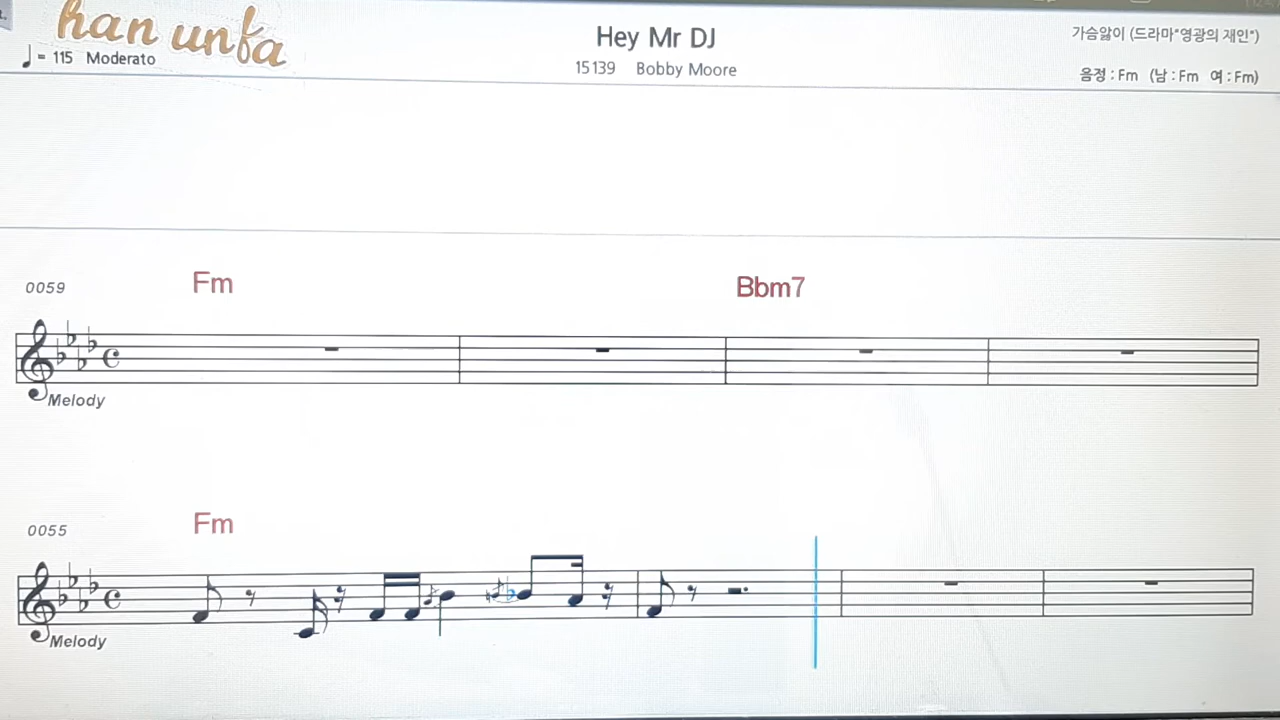 han unfa
♩= 115 Moderato
Hey Mr DJ
15139 Bobby Moore
가슴앓이 (드라마"영광의 재인")
음정 : Fm (남 : Fm 여 : Fm)
0059 Fm Bbm7
Melody
0055 Fm
Melody